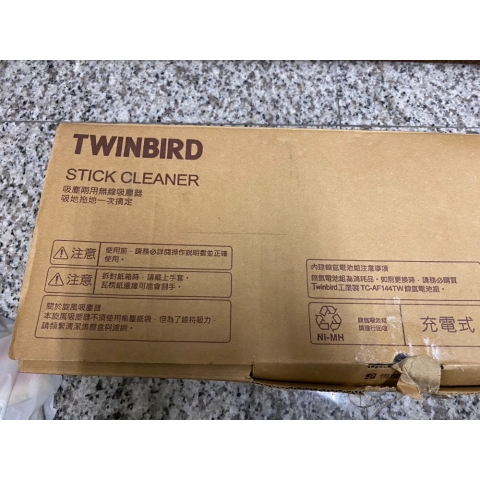 TWINBIRD
STICK CLEANER
吸塵兩用無線吸塵器
吸地拖地一次搞定
注意
使用前，請務必詳閱操作說明書並正確
使用。
注意
拆封紙箱時，請戴上手套。
瓦楞紙邊緣可能會割手。
關於旋風吸塵器
本旋風吸塵器不須使用紙塵袋，但為了維持吸力，
請頻繁清潔集塵盒與濾網。
內建鎳氫電池組注意事項
鎳氫電池組為消耗品。如需更換時，請務必購買
Twinbird工業製 TC-AF144TW 鎳氫電池組。
Ni-MH
鎳氫電池組
請進行回收
充電式